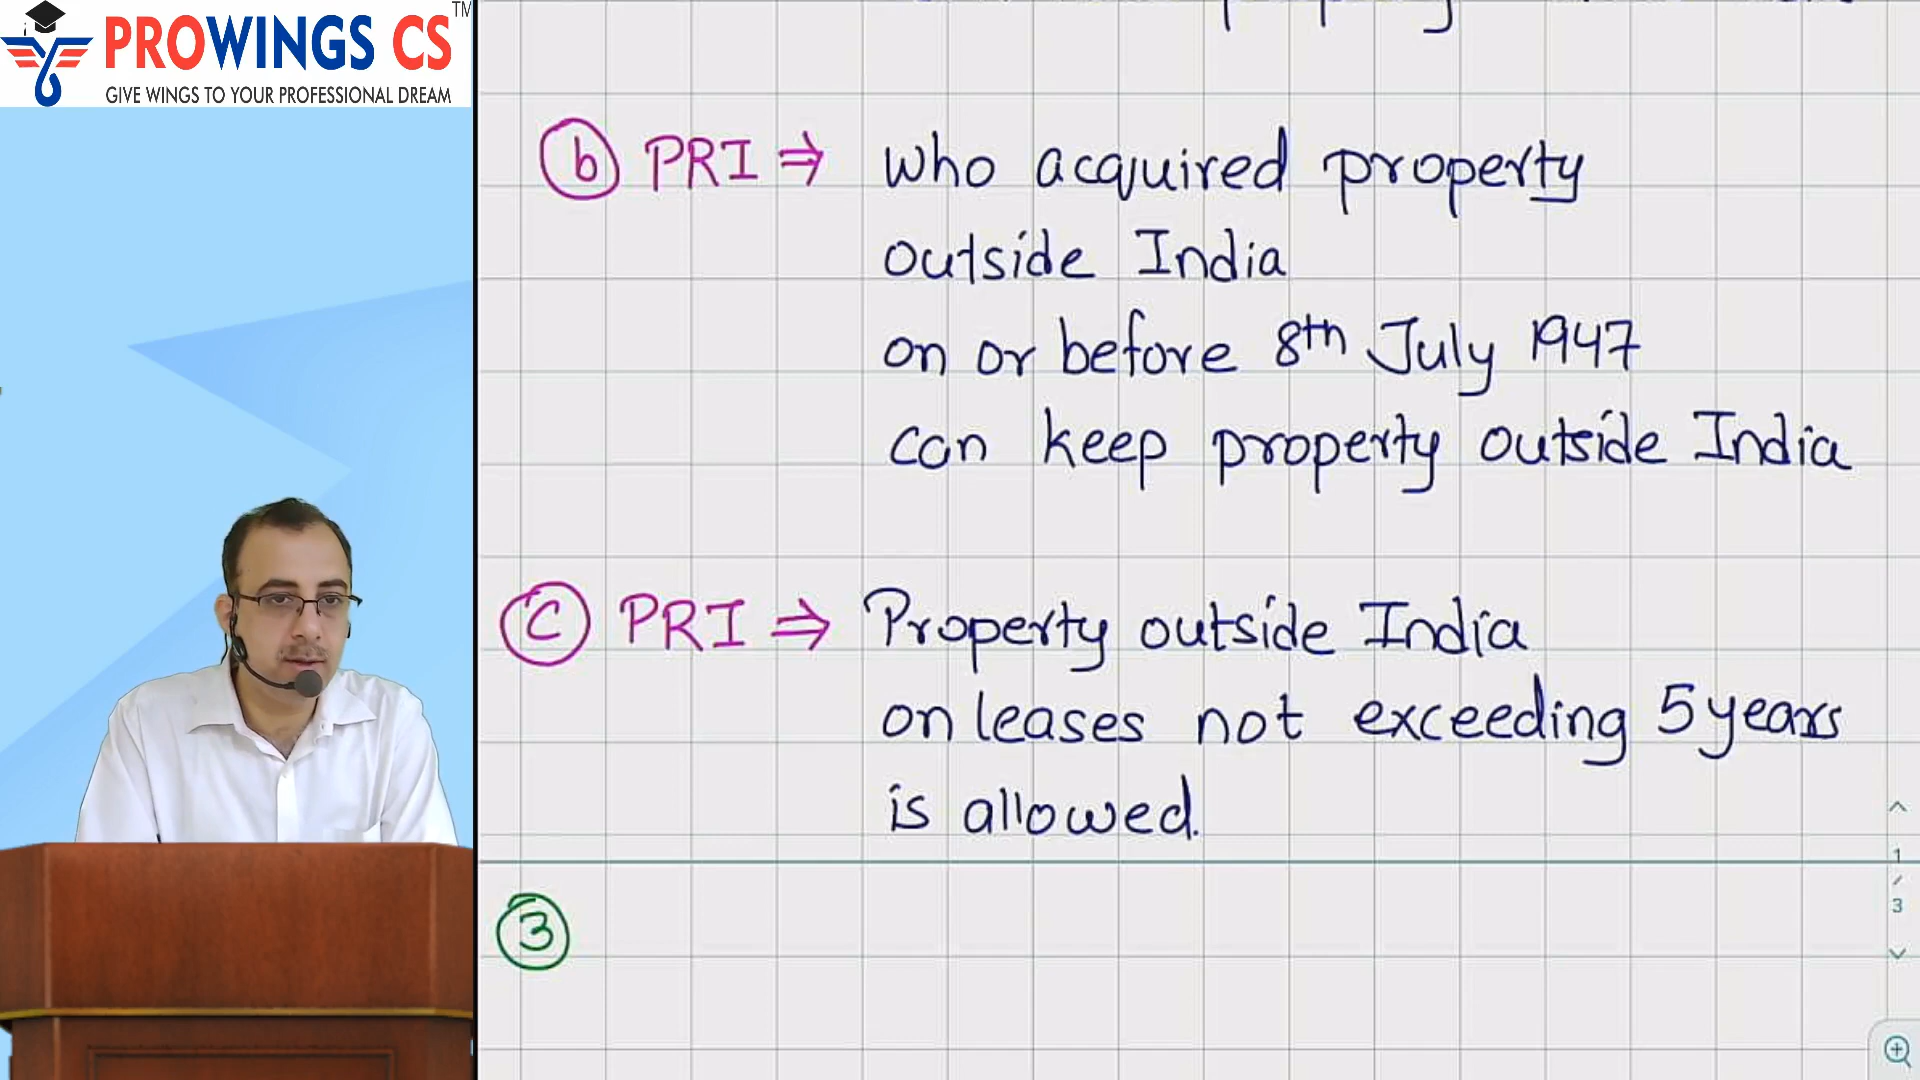 PROWINGS CS TM
GIVE WINGS TO YOUR PROFESSIONAL DREAM
b PRI ⇒ who acquired property
outside India
on or before 8th July 1947
can keep property outside India
c PRI ⇒ Property outside India
on leases not exceeding 5 years
is allowed.
3
1
/
3